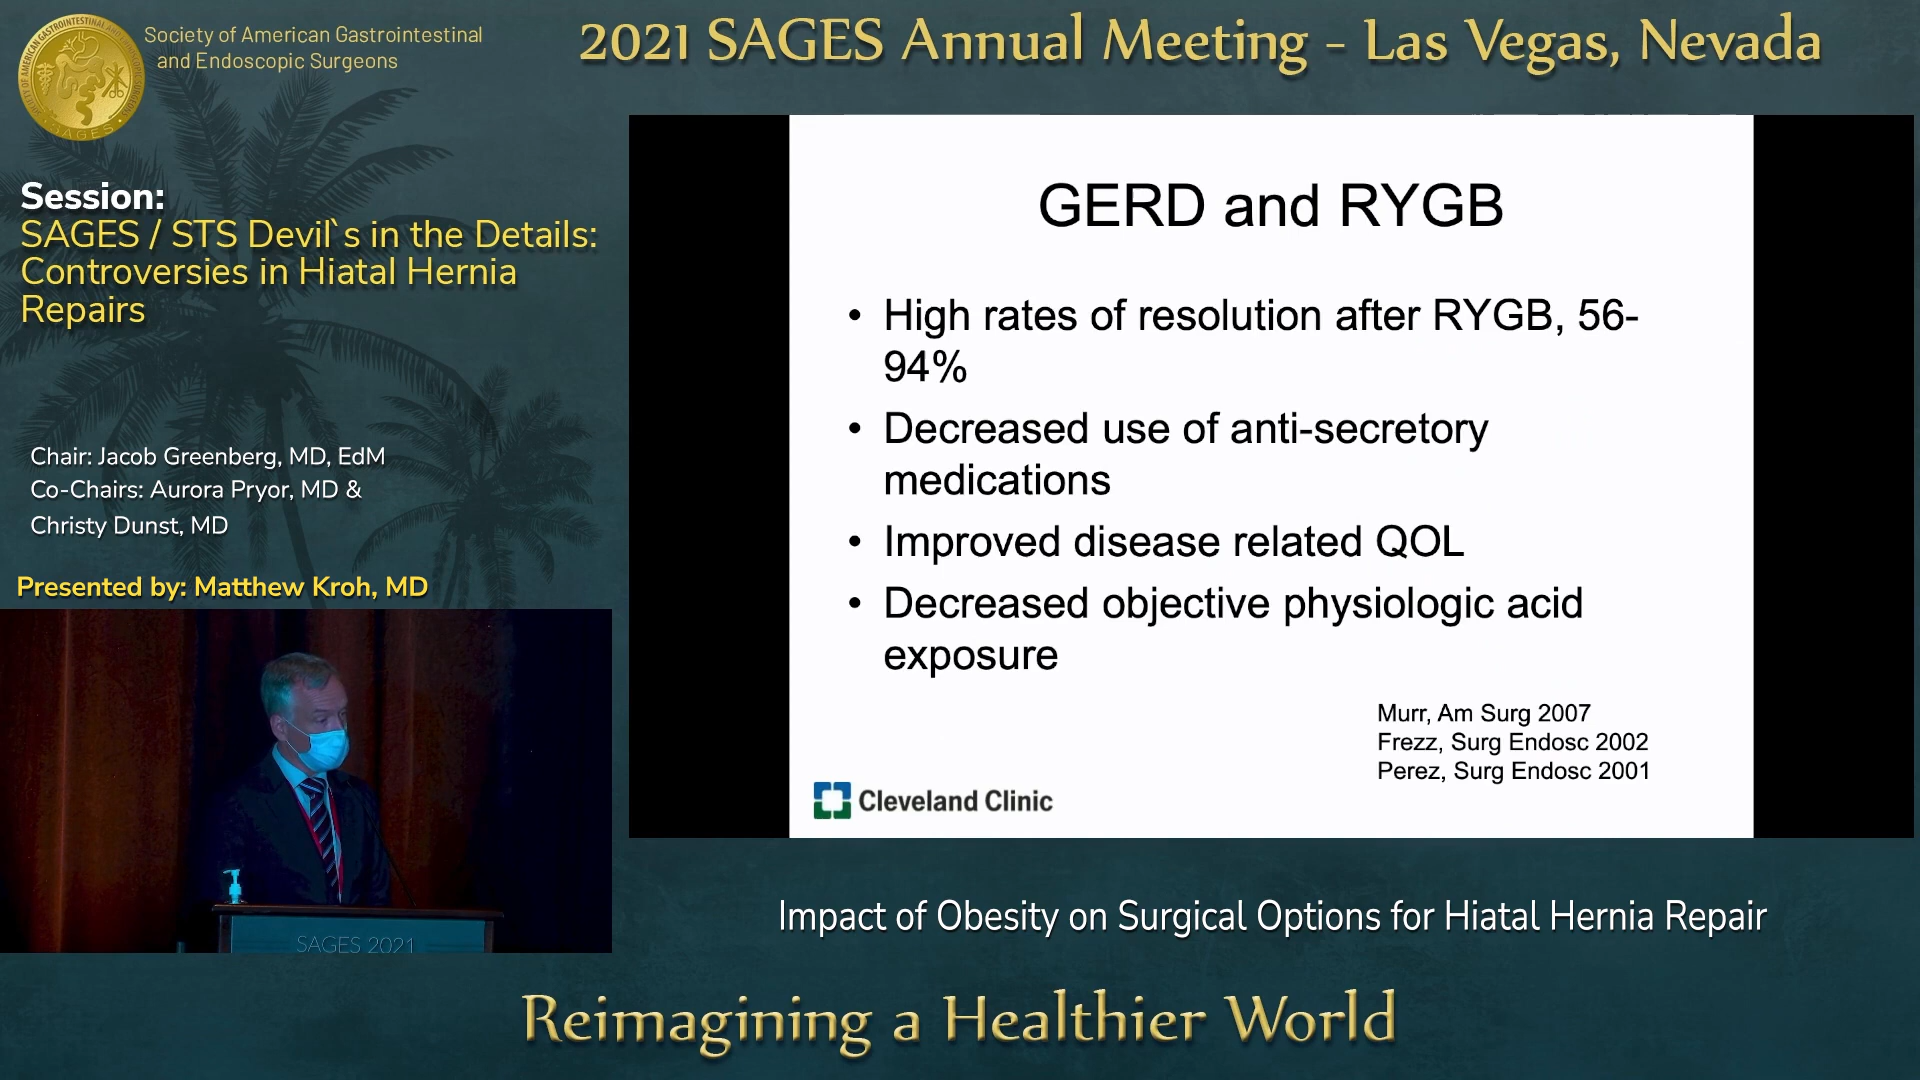 Society of American Gastrointestinal
and Endoscopic Surgeons
2021 SAGES Annual Meeting - Las Vegas, Nevada
SAGES
Session:
SAGES / STS Devil`s in the Details:
Controversies in Hiatal Hernia
Repairs
Chair: Jacob Greenberg, MD, EdM
Co-Chairs: Aurora Pryor, MD &
Christy Dunst, MD
Presented by: Matthew Kroh, MD
SAGES 2021
GERD and RYGB
• High rates of resolution after RYGB, 56-
94%
• Decreased use of anti-secretory
medications
• Improved disease related QOL
• Decreased objective physiologic acid
exposure
Murr, Am Surg 2007
Frezz, Surg Endosc 2002
Perez, Surg Endosc 2001
Cleveland Clinic
Impact of Obesity on Surgical Options for Hiatal Hernia Repair
Reimagining a Healthier World